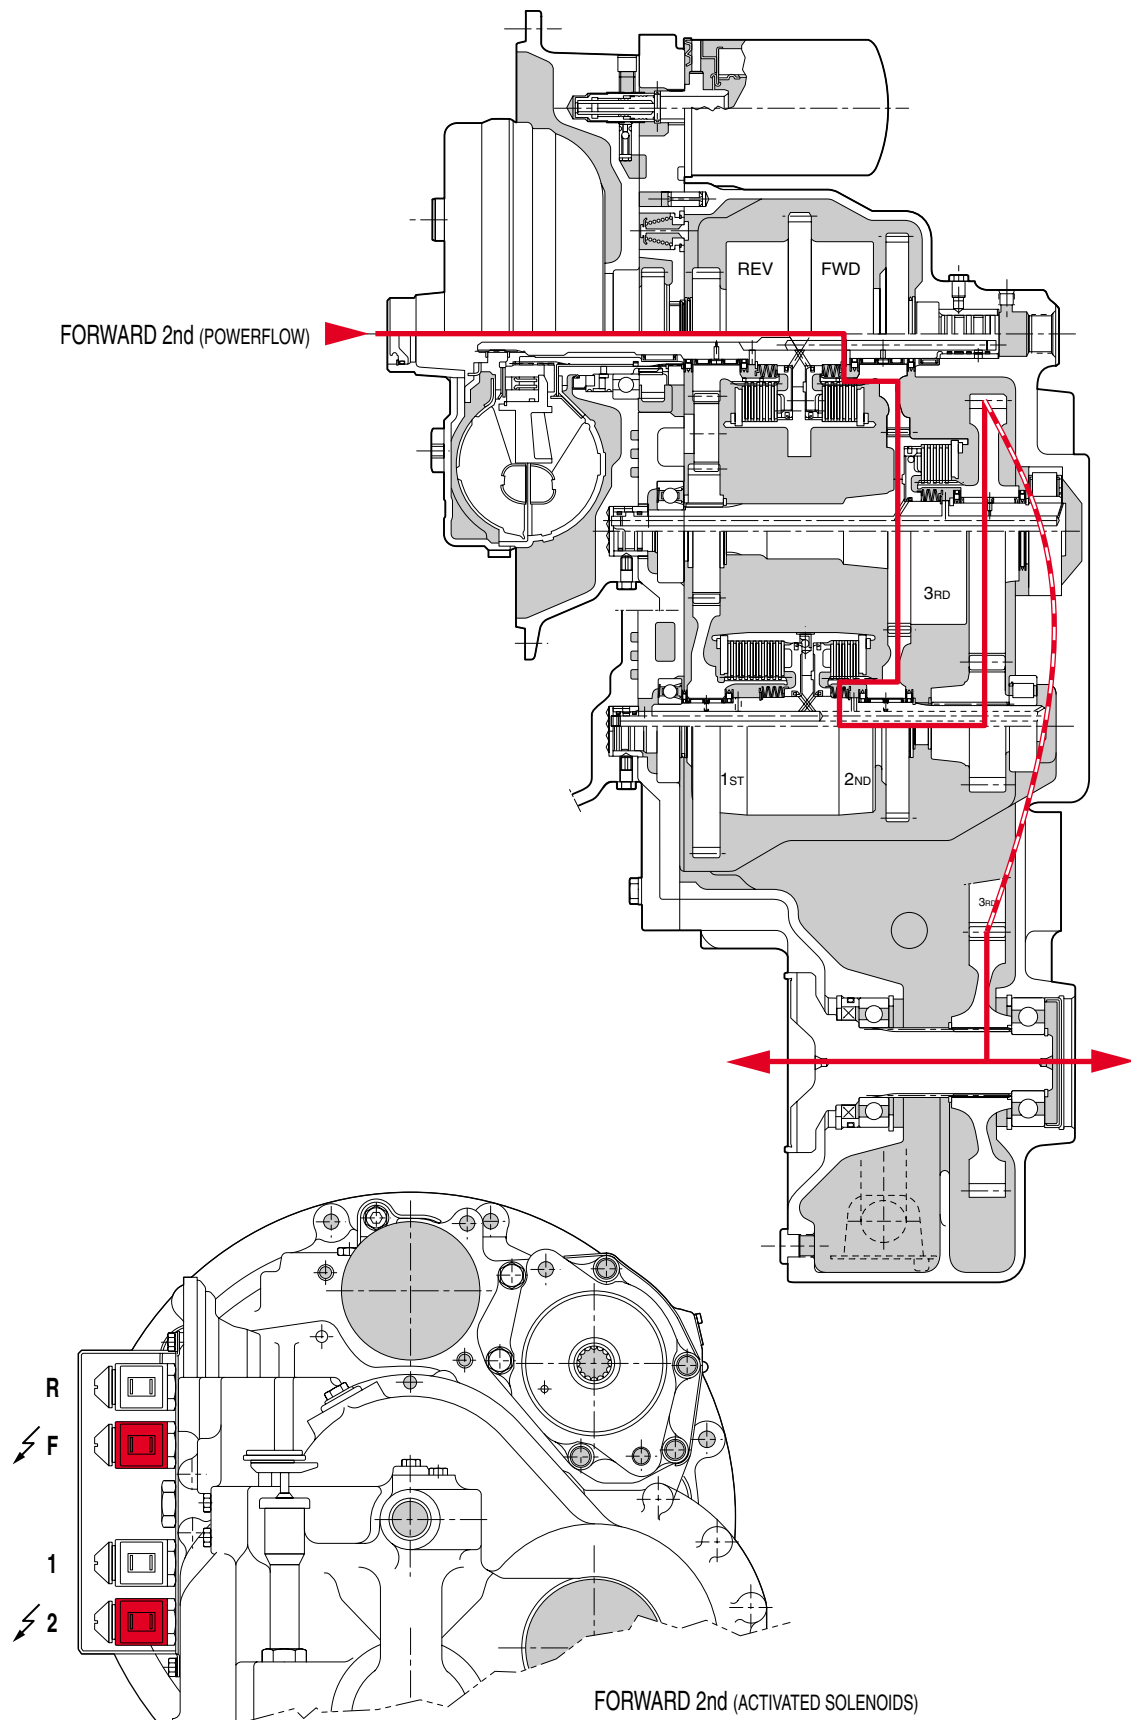 REV FWD
FORWARD 2nd (POWERFLOW)
3RD
1ST 2ND
3RD
R
F
1
2
FORWARD 2nd (ACTIVATED SOLENOIDS)